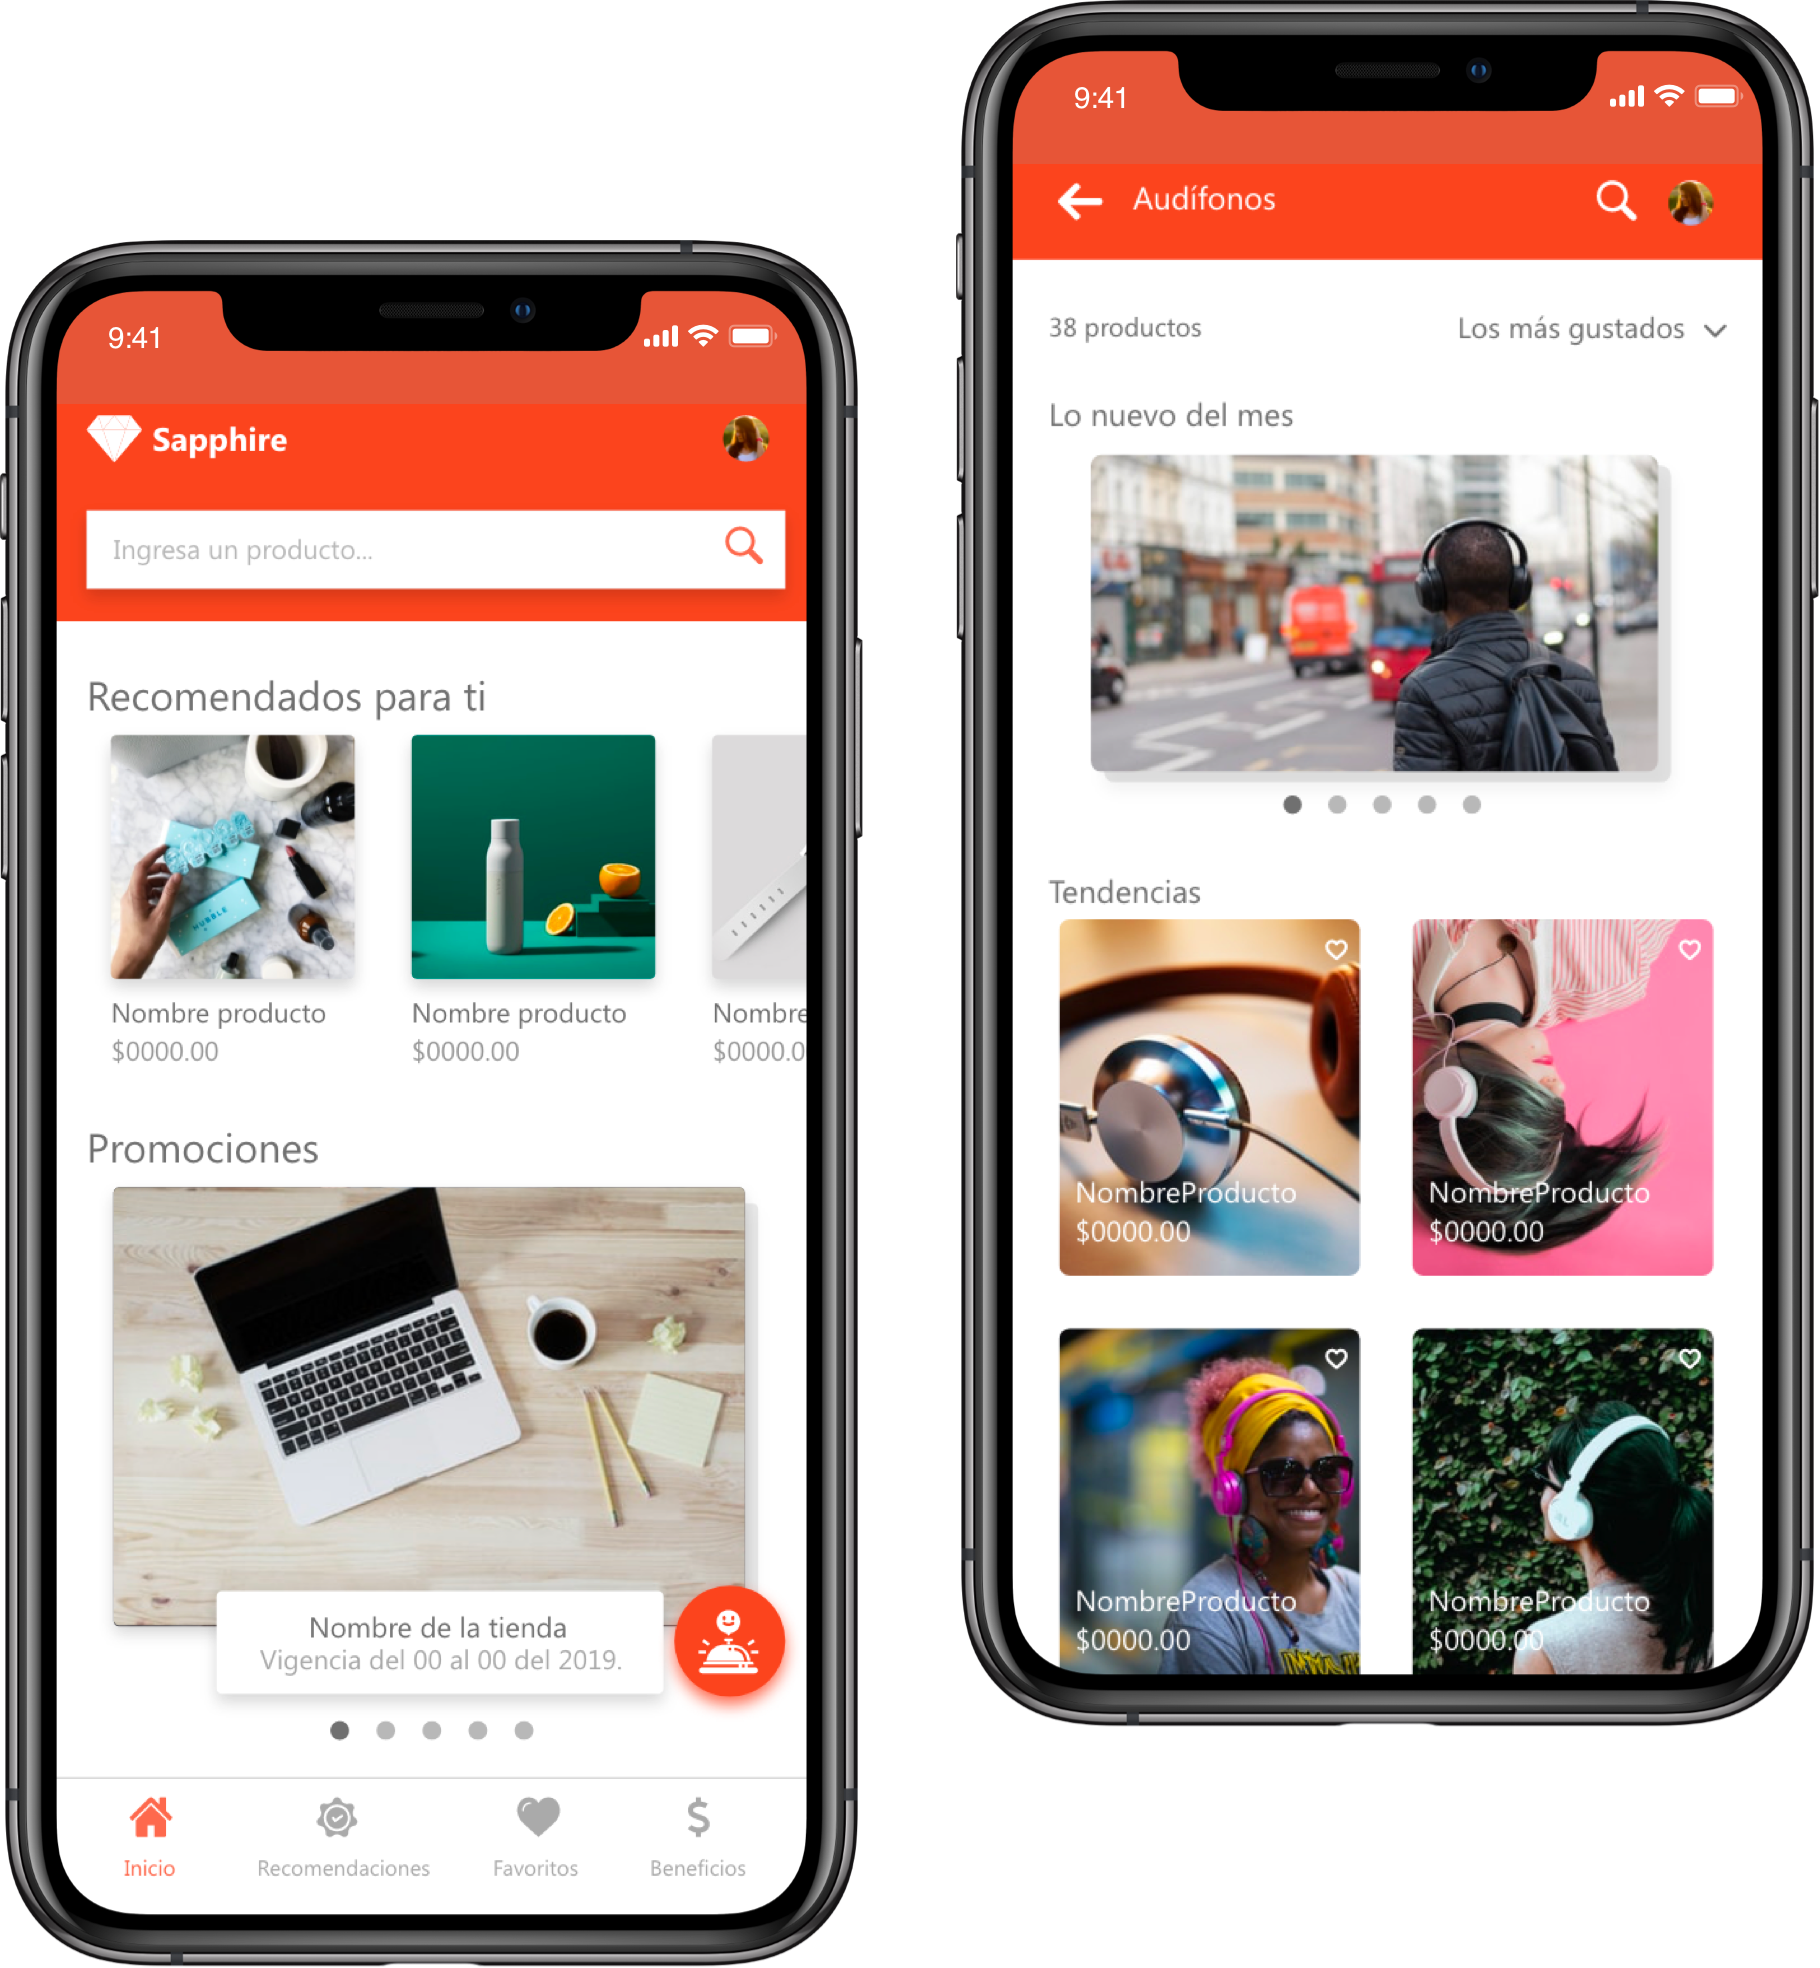 9:41
Sapphire
Ingresa un producto...
Recomendados para ti
HUBBLE
Nombre producto
$0000.00
Nombre producto
$0000.00
Nombre
$0000.0
Promociones
Nombre de la tienda
Vigencia del 00 al 00 del 2019.
Inicio
Recomendaciones
Favoritos
Beneficios
9:41
Audífonos
38 productos
Los más gustados
Lo nuevo del mes
Tendencias
NombreProducto
$0000.00
NombreProducto
$0000.00
NombreProducto
$0000.00
NombreProducto
$0000.00